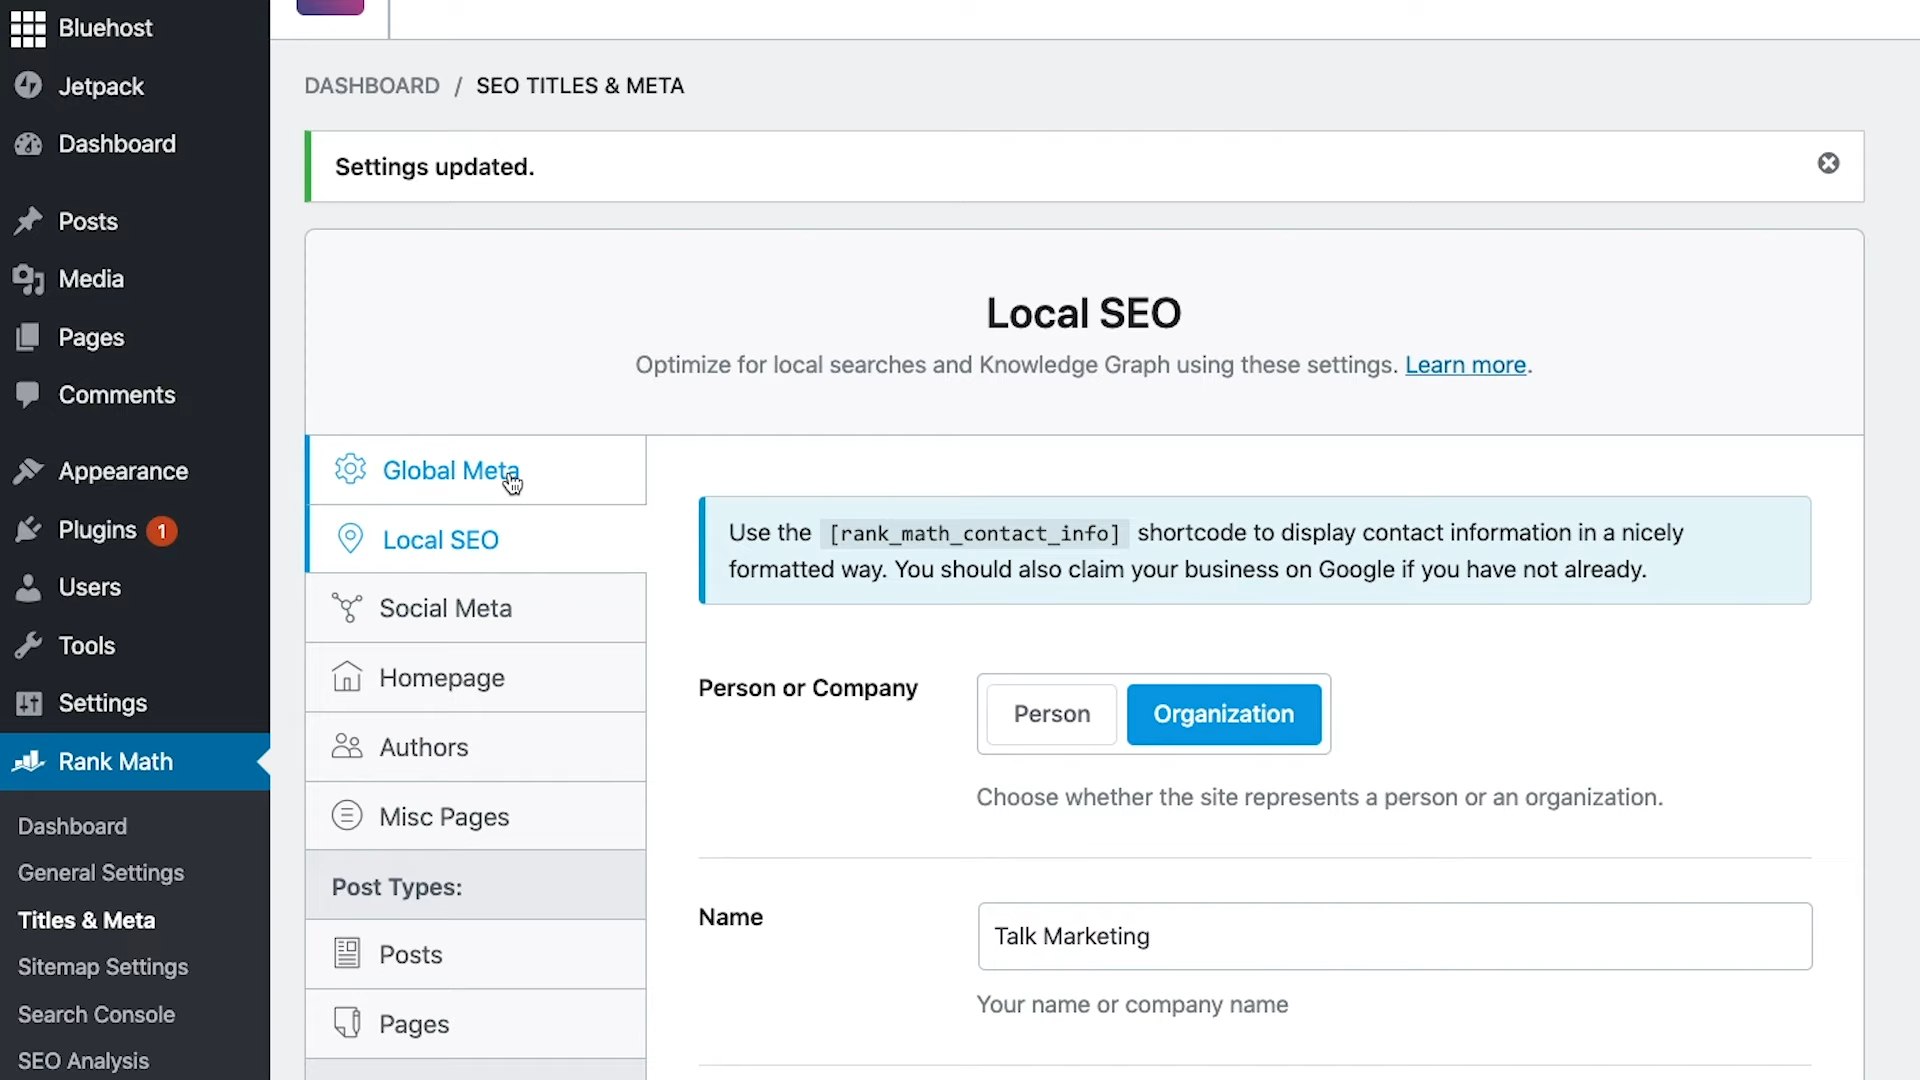 Bluehost
Jetpack
Dashboard
Posts
Media
Pages
Comments
Appearance
Plugins 1
Users
Tools
Settings
Rank Math
Dashboard
General Settings
Titles & Meta
Sitemap Settings
Search Console
SEO Analysis
DASHBOARD / SEO TITLES & META
Settings updated.
Local SEO
Optimize for local searches and Knowledge Graph using these settings. Learn more.
Global Meta
Local SEO
Social Meta
Homepage
Authors
Misc Pages
Post Types:
Posts
Pages
Use the [rank_math_contact_info] shortcode to display contact information in a nicely
formatted way. You should also claim your business on Google if you have not already.
Person or Company
Person Organization
Choose whether the site represents a person or an organization.
Name
Talk Marketing
Your name or company name